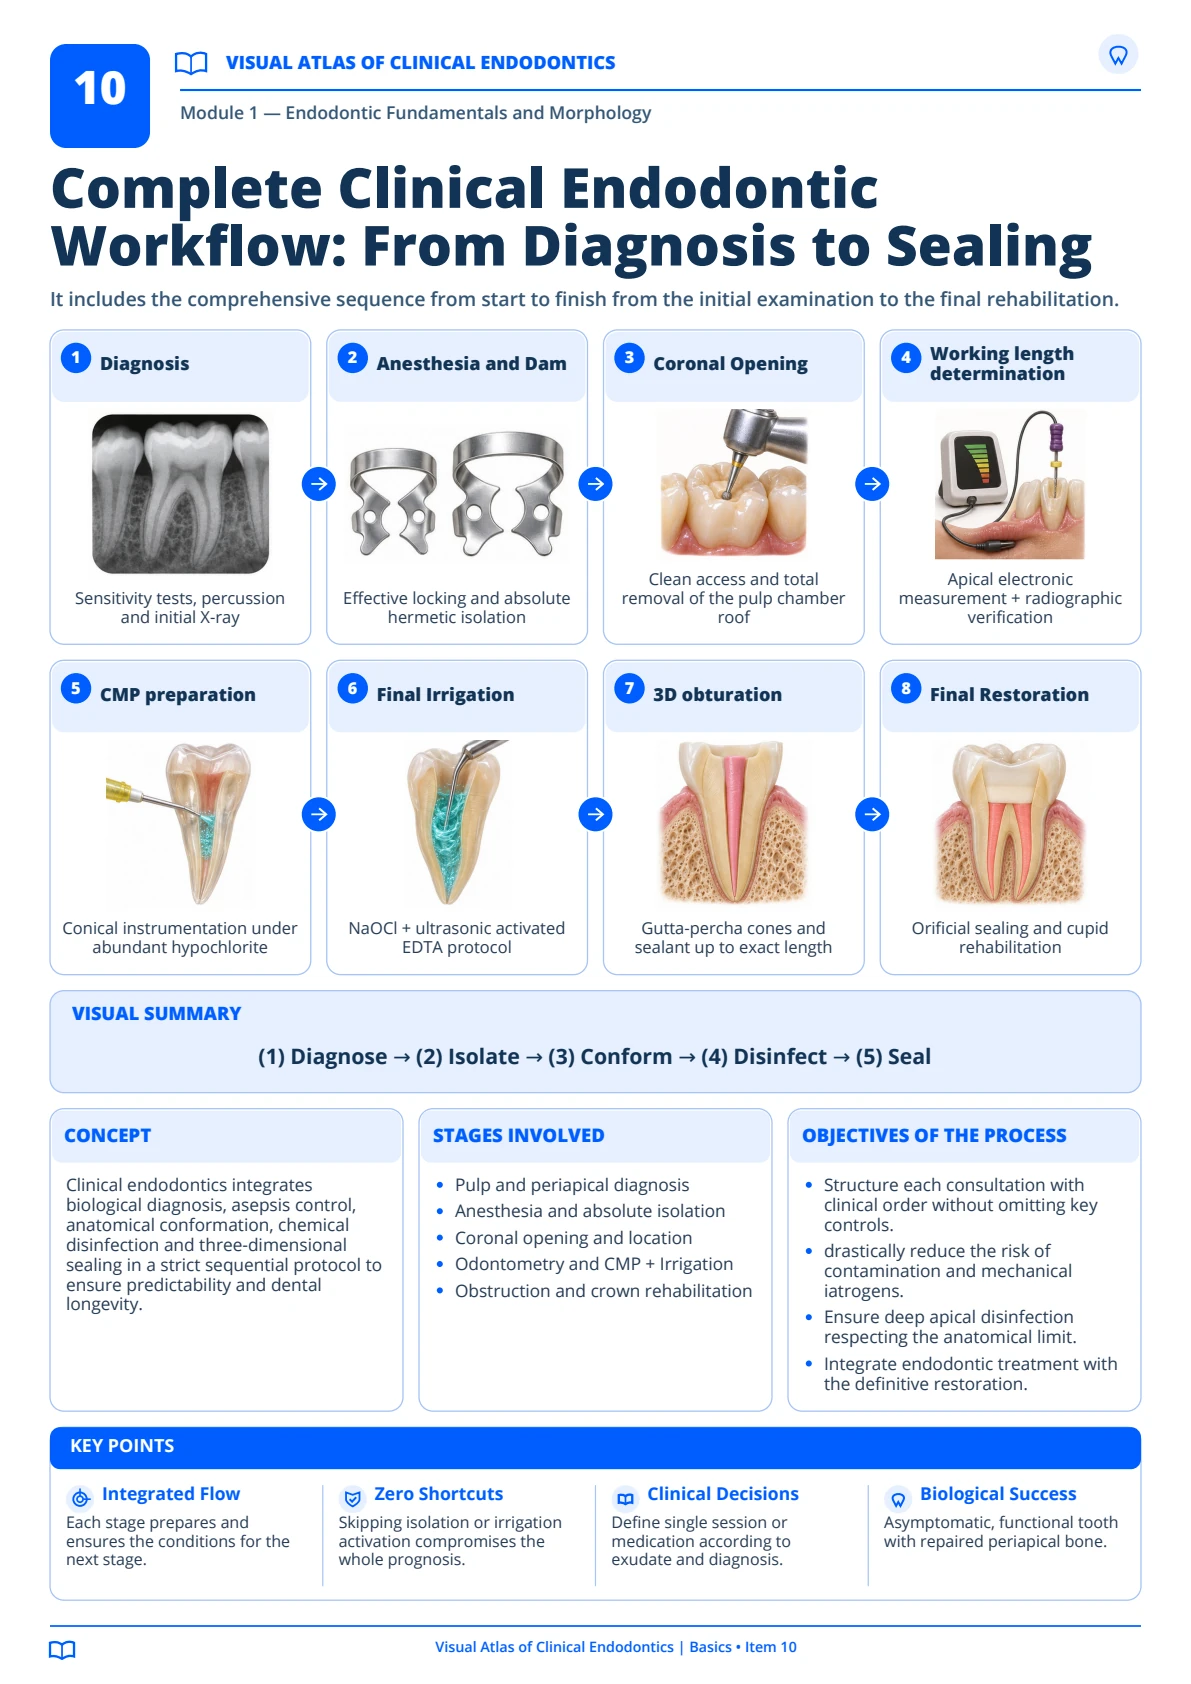 10
VISUAL ATLAS OF CLINICAL ENDODONTICS
Module 1 — Endodontic Fundamentals and Morphology
Complete Clinical Endodontic
Workflow: From Diagnosis to Sealing
It includes the comprehensive sequence from start to finish from the initial examination to the final rehabilitation.
1 Diagnosis
Sensitivity tests, percussion
and initial X-ray
2 Anesthesia and Dam
Effective locking and absolute
hermetic isolation
3 Coronal Opening
Clean access and total
removal of the pulp chamber
roof
4 Working length
determination
Apical electronic
measurement + radiographic
verification
5 CMP preparation
Conical instrumentation under
abundant hypochlorite
6 Final Irrigation
NaOCl + ultrasonic activated
EDTA protocol
7 3D obturation
Gutta-percha cones and
sealant up to exact length
8 Final Restoration
Orificial sealing and cupid
rehabilitation
VISUAL SUMMARY
(1) Diagnose → (2) Isolate → (3) Conform → (4) Disinfect → (5) Seal
CONCEPT
Clinical endodontics integrates
biological diagnosis, asepsis control,
anatomical conformation, chemical
disinfection and three-dimensional
sealing in a strict sequential protocol to
ensure predictability and dental
longevity.
STAGES INVOLVED
• Pulp and periapical diagnosis
• Anesthesia and absolute isolation
• Coronal opening and location
• Odontometry and CMP + Irrigation
• Obstruction and crown rehabilitation
OBJECTIVES OF THE PROCESS
• Structure each consultation with
clinical order without omitting key
controls.
• drastically reduce the risk of
contamination and mechanical
iatrogens.
• Ensure deep apical disinfection
respecting the anatomical limit.
• Integrate endodontic treatment with
the definitive restoration.
KEY POINTS
Integrated Flow
Each stage prepares and
ensures the conditions for the
next stage.
Zero Shortcuts
Skipping isolation or irrigation
activation compromises the
whole prognosis.
Clinical Decisions
Define single session or
medication according to
exudate and diagnosis.
Biological Success
Asymptomatic, functional tooth
with repaired periapical bone.
Visual Atlas of Clinical Endodontics | Basics • Item 10